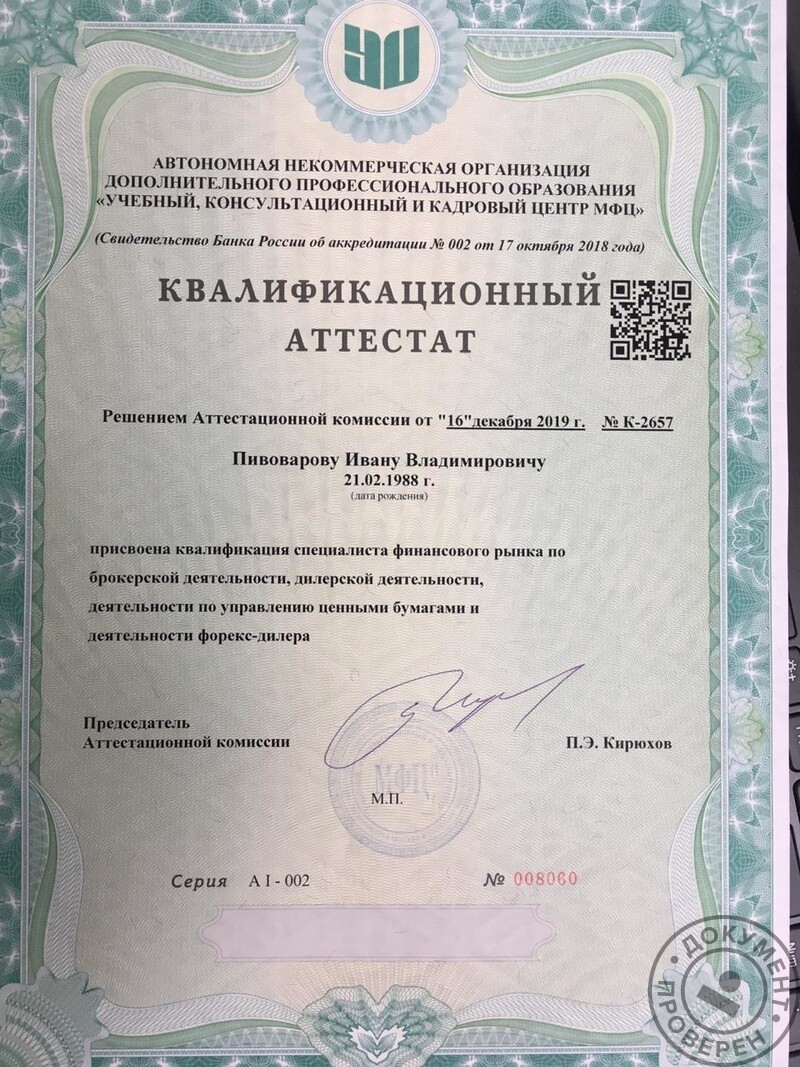 АВТОНОМНАЯ НЕКОММЕРЧЕСКАЯ ОРГАНИЗАЦИЯ
ДОПОЛНИТЕЛЬНОГО ПРОФЕССИОНАЛЬНОГО ОБРАЗОВАНИЯ
«УЧЕБНЫЙ, КОНСУЛЬТАЦИОННЫЙ И КАДРОВЫЙ ЦЕНТР МФЦ»
(Свидетельство Банка России об аккредитации № 002 от 17 октября 2018 года)
КВАЛИФИКАЦИОННЫЙ
АТТЕСТАТ
Решением Аттестационной комиссии от "16"декабря 2019 г. № К-2657
Пивоварову Ивану Владимировичу
21.02.1988 г.
(дата рождения)
присвоена квалификация специалиста финансового рынка по
брокерской деятельности, дилерской деятельности,
деятельности по управлению ценными бумагами и
деятельности форекс-дилера
Председатель
Аттестационной комиссии П.Э. Кирюхов
МФЦ
М.П.
Серия А I - 002 № 008060
ДОКУМЕНТ
ПРОВЕРЕН
Num